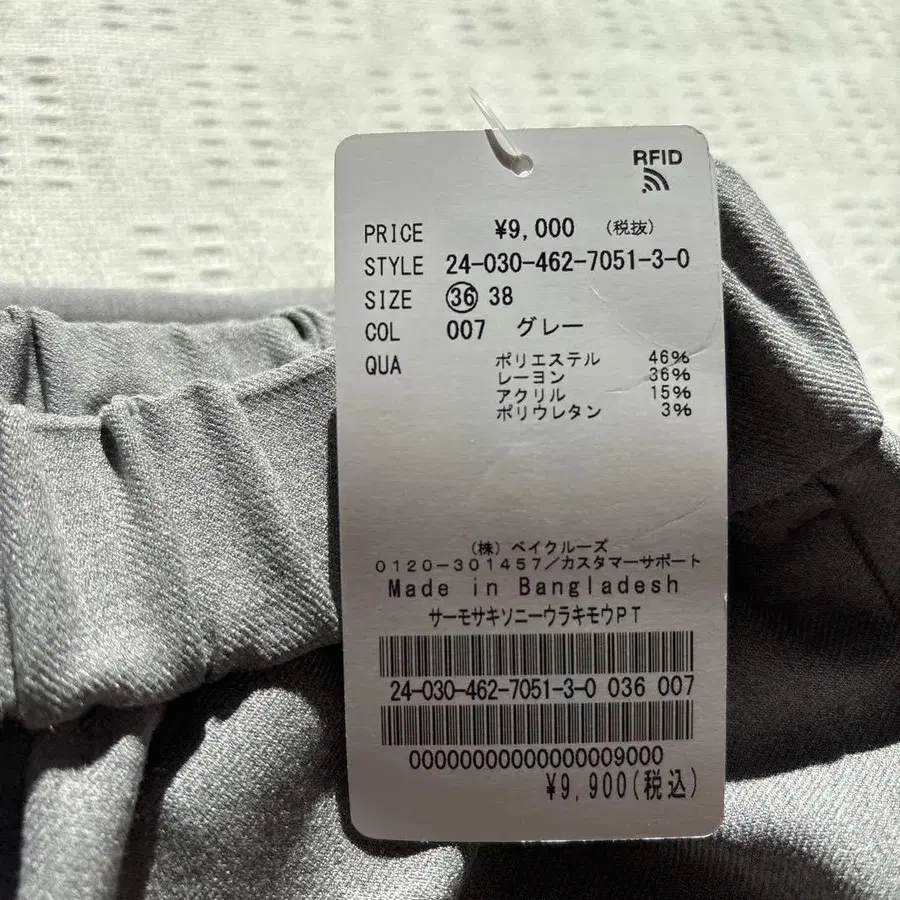 RFID
PRICE ¥9,000 (税抜)
STYLE 24-030-462-7051-3-0
SIZE 36 38
COL 007 グレー
QUA ポリエステル 46%
レーヨン 36%
アクリル 15%
ポリウレタン 3%
(株) ベイクルーズ
0120-301457/カスタマーサポート
Made in Bangladesh
サーモサキソニーウラキモウPT
24-030-462-7051-3-0 036 007
00000000000000009000
¥9,900(税込)